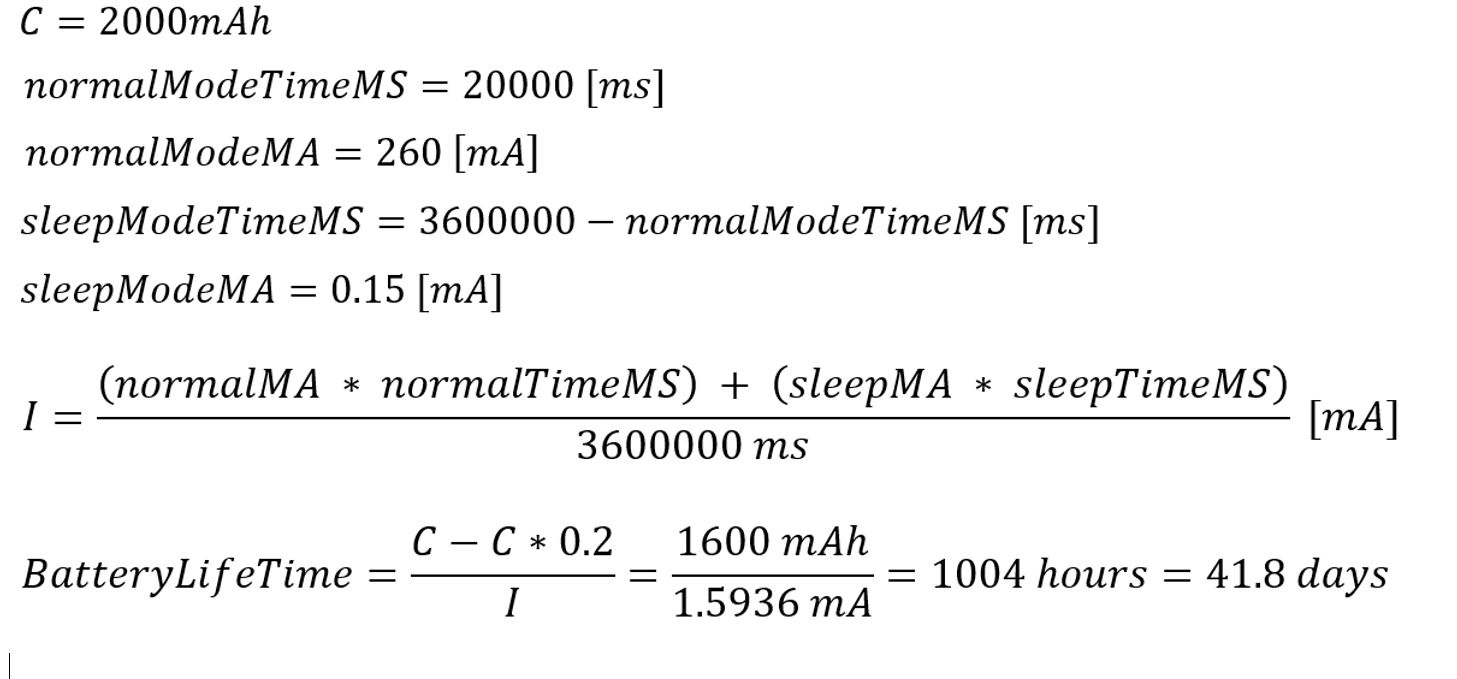 C = 2000mAh
normalModeTimeMS = 20000 [ms]
normalModeMA = 260 [mA]
sleepModeTimeMS = 3600000 − normalModeTimeMS [ms]
sleepModeMA = 0.15 [mA]
I = (normalMA * normalTimeMS) + (sleepMA * sleepTimeMS) / 3600000 ms [mA]
BatteryLifeTime = C − C * 0.2 / I = 1600 mAh / 1.5936 mA = 1004 hours = 41.8 days